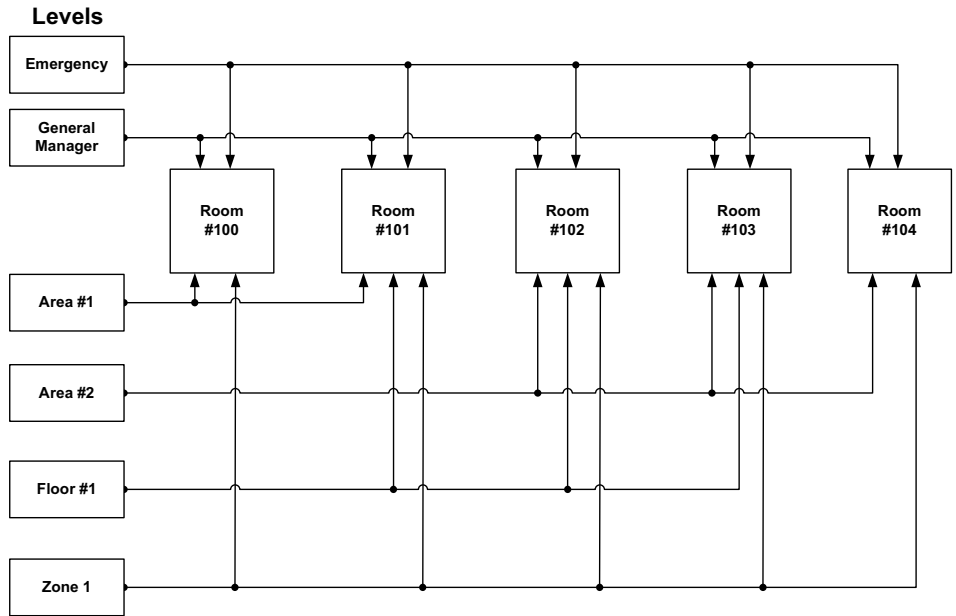 Levels
Emergency
General
Manager
Room
#100
Room
#101
Room
#102
Room
#103
Room
#104
Area #1
Area #2
Floor #1
Zone 1